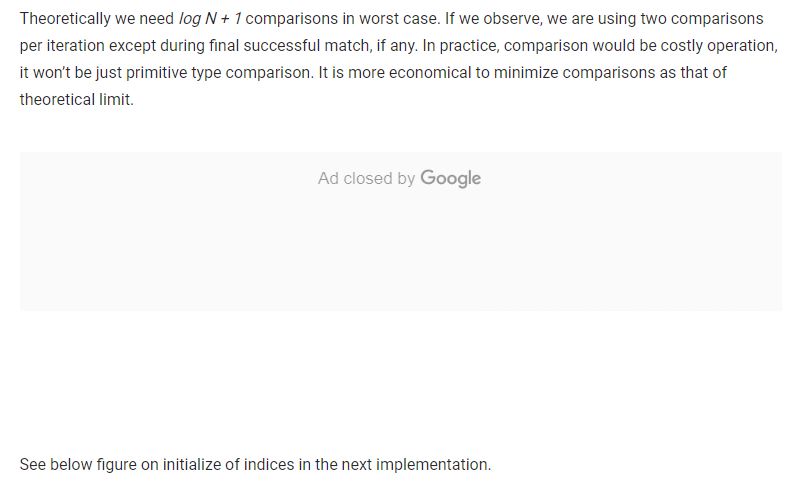 Theoretically we need log N + 1 comparisons in worst case. If we observe, we are using two comparisons
per iteration except during final successful match, if any. In practice, comparison would be costly operation,
it won’t be just primitive type comparison. It is more economical to minimize comparisons as that of
theoretical limit.
Ad closed by Google
See below figure on initialize of indices in the next implementation.